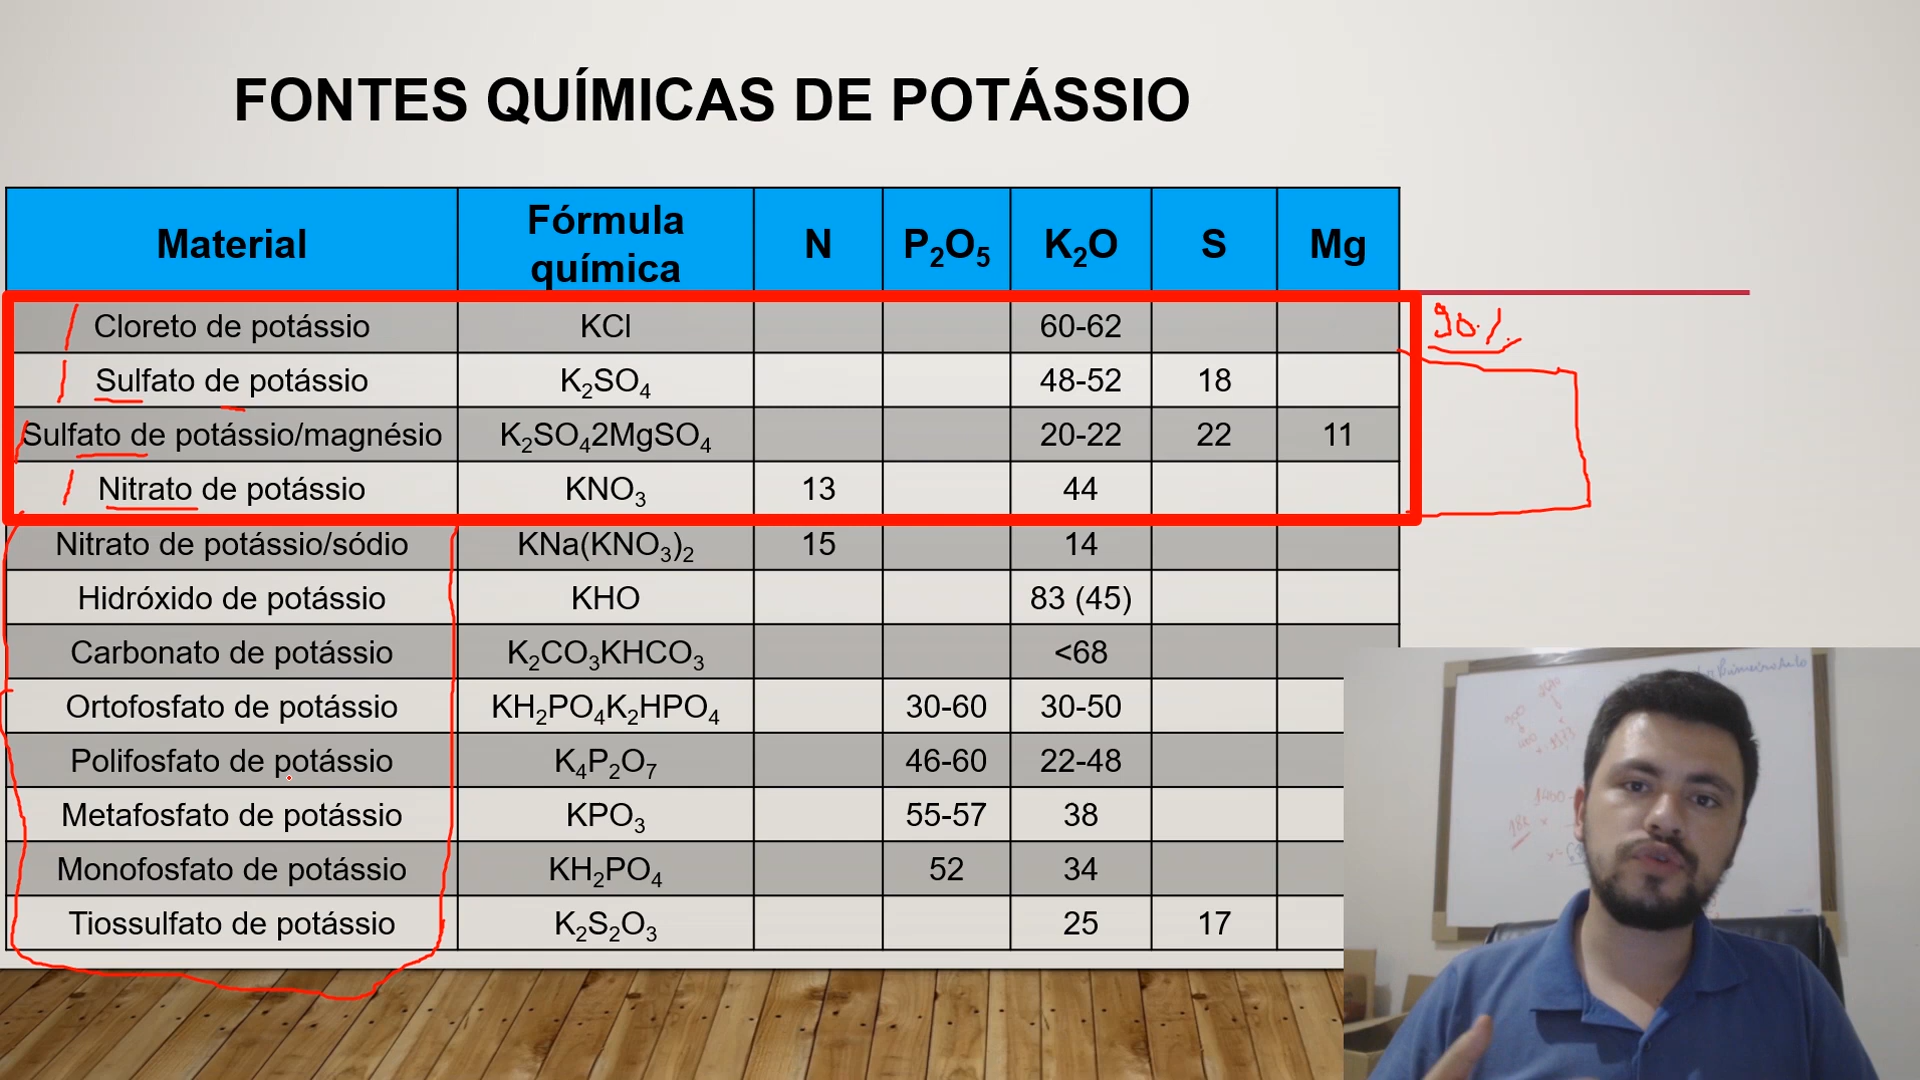 FONTES QUÍMICAS DE POTÁSSIO
Material Fórmula química N P₂O₅ K₂O S Mg
Cloreto de potássio KCl 60-62
90%
Sulfato de potássio K₂SO₄ 48-52 18
Sulfato de potássio/magnésio K₂SO₄2MgSO₄ 20-22 22 11
Nitrato de potássio KNO₃ 13 44
Nitrato de potássio/sódio KNa(KNO₃)₂ 15 14
Hidróxido de potássio KHO 83 (45)
Carbonato de potássio K₂CO₃KHCO₃ <68
Ortofosfato de potássio KH₂PO₄K₂HPO₄ 30-60 30-50
Polifosfato de potássio K₄P₂O₇ 46-60 22-48
Metafosfato de potássio KPO₃ 55-57 38
Monofosfato de potássio KH₂PO₄ 52 34
Tiossulfato de potássio K₂S₂O₃ 25 17